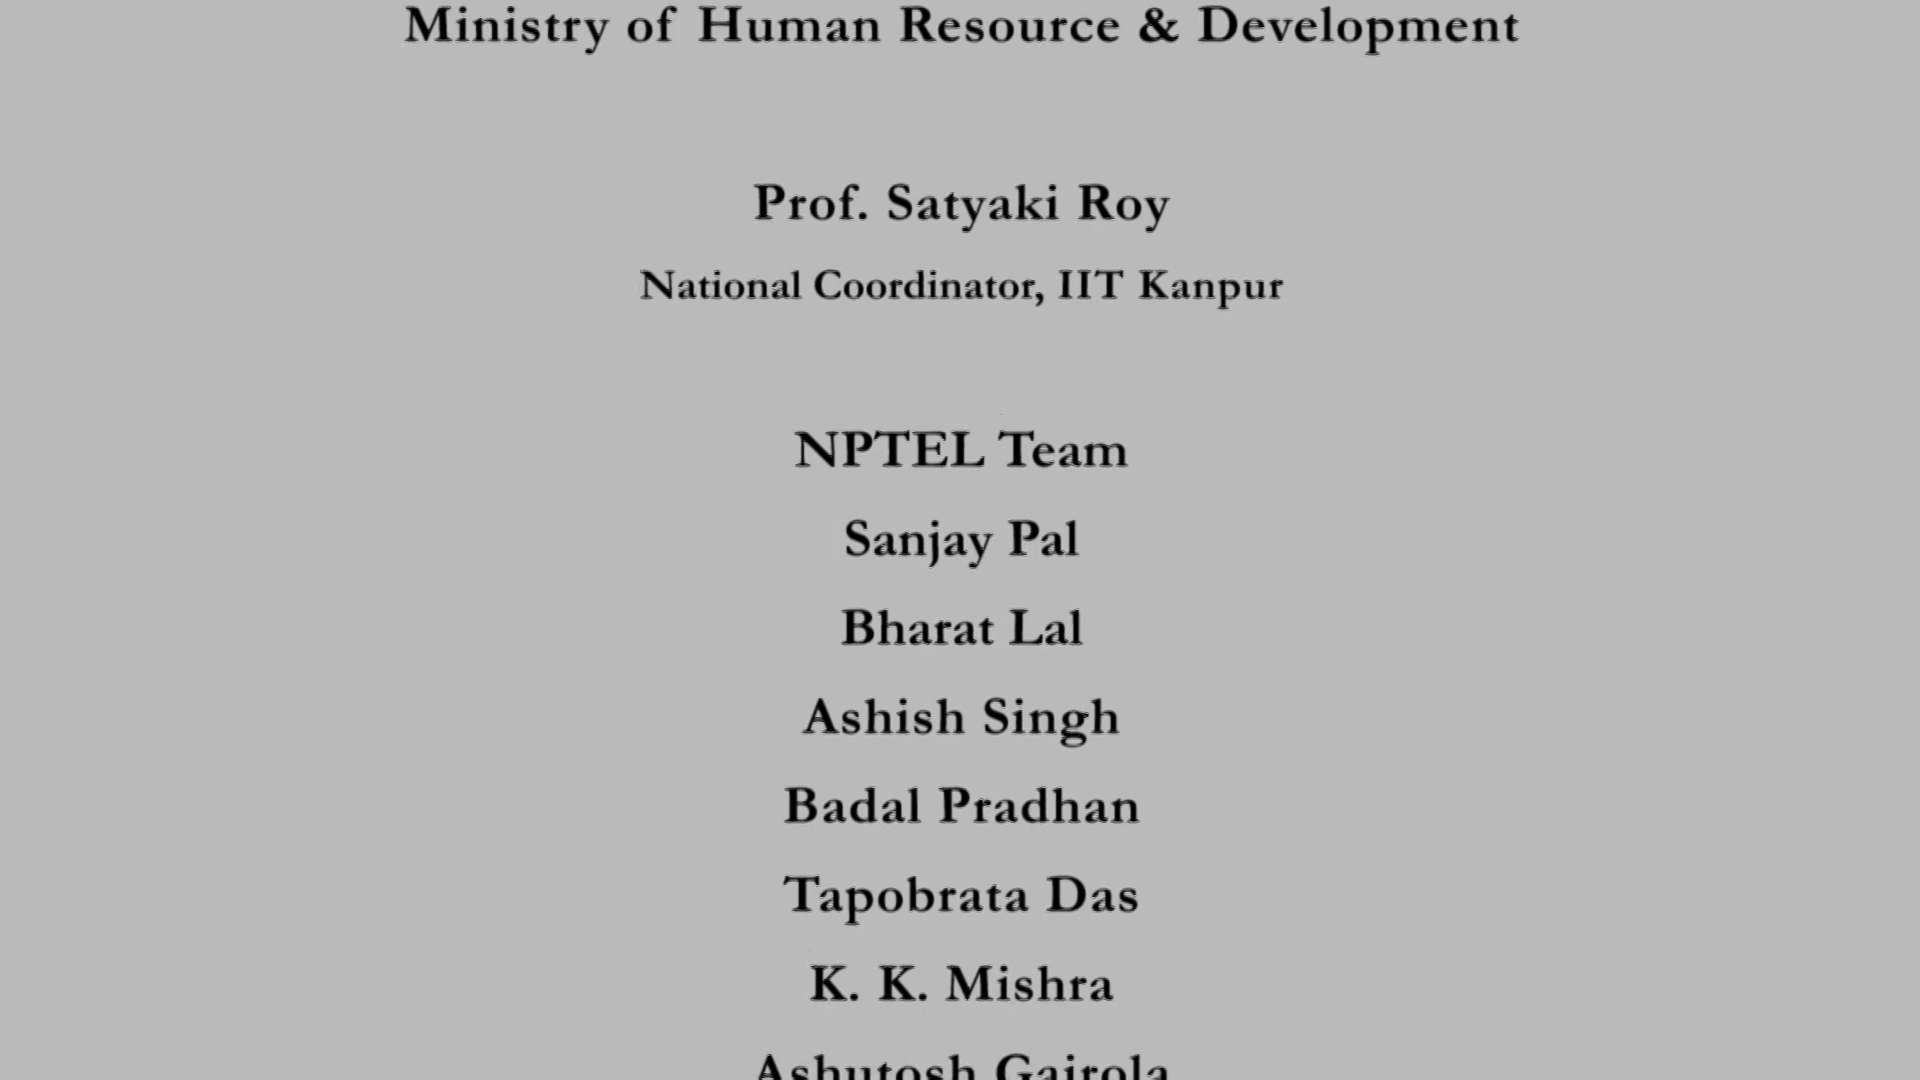 Ministry of Human Resource & Development
Prof. Satyaki Roy
National Coordinator, IIT Kanpur
NPTEL Team
Sanjay Pal
Bharat Lal
Ashish Singh
Badal Pradhan
Tapobrata Das
K. K. Mishra
Ashutosh Gairola